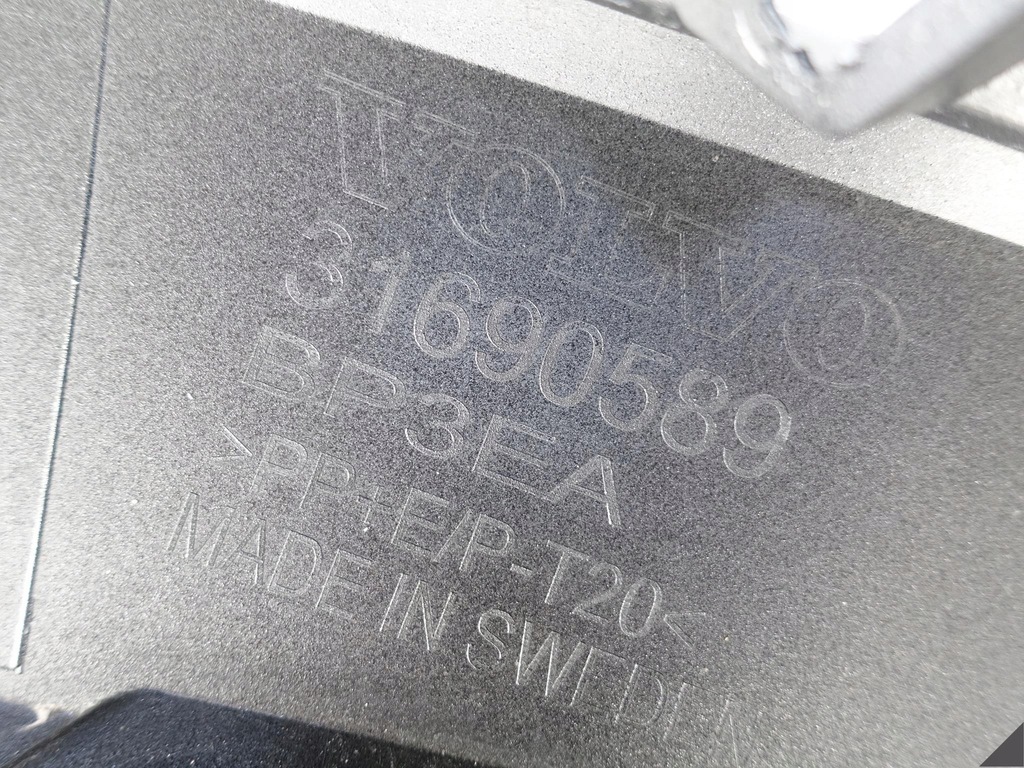 VOLVO
31690589
BP3EA
>PP+E/P-T20<
MADE IN SWEDEN